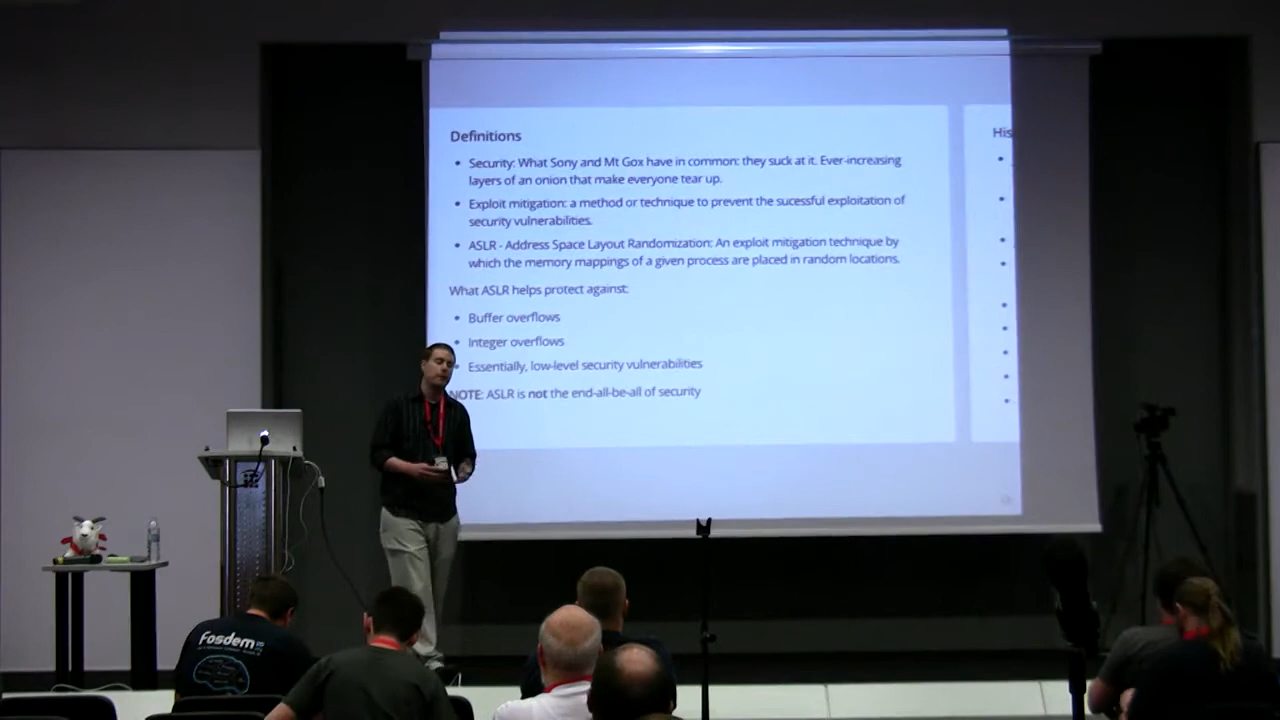 Definitions
• Security: What Sony and Mt Gox have in common: they suck at it. Ever-increasing
layers of an onion that make everyone tear up.
• Exploit mitigation: a method or technique to prevent the sucessful exploitation of
security vulnerabilities.
• ASLR - Address Space Layout Randomization: An exploit mitigation technique by
which the memory mappings of a given process are placed in random locations.
What ASLR helps protect against:
• Buffer overflows
• Integer overflows
• Essentially, low-level security vulnerabilities
NOTE: ASLR is not the end-all-be-all of security
His
Fosdem